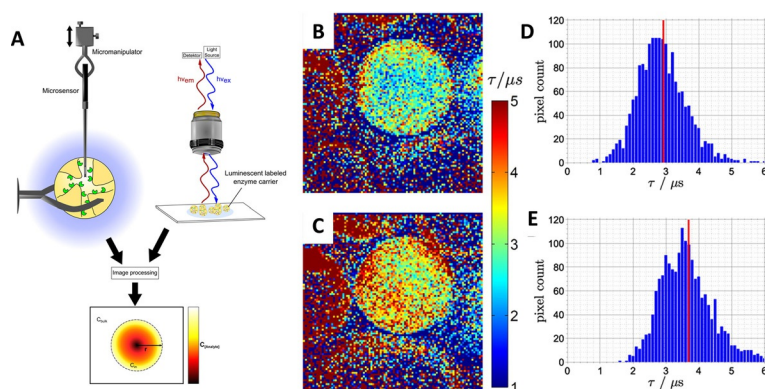 A
Micromanipulator
Microsensor
Detektor
Light
Source
hνem
hνex
Luminescent labeled
enzyme carrier
Image processing
C(Analyte)
B
C
τ/μs
5
4
3
2
1
D
pixel count
120
100
80
60
40
20
0
0 1 2 3 4 5 6
τ / μs
E
pixel count
120
100
80
60
40
20
0
0 1 2 3 4 5 6
τ / μs